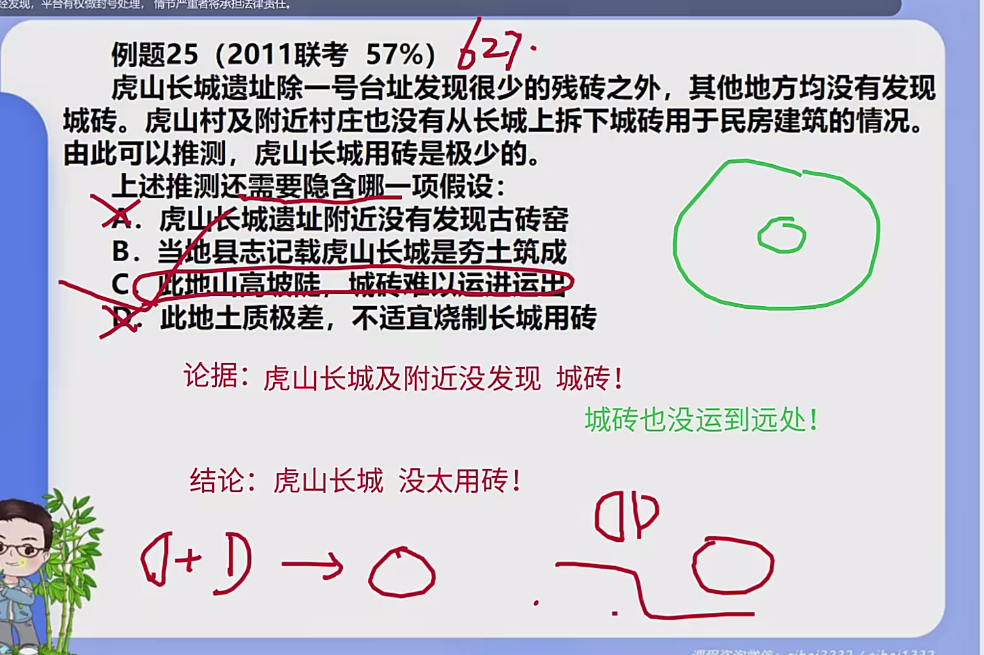 经发现，平台有权做封号处理，情节严重者将承担法律责任。
例题25（2011联考 57%）627.
虎山长城遗址除一号台址发现很少的残砖之外，其他地方均没有发现
城砖。虎山村及附近村庄也没有从长城上拆下城砖用于民房建筑的情况。
由此可以推测，虎山长城用砖是极少的。
上述推测还需要隐含哪一项假设：
A．虎山长城遗址附近没有发现古砖窑
B．当地县志记载虎山长城是夯土筑成
C．此地山高坡陡，城砖难以运进运出
D．此地土质极差，不适宜烧制长城用砖
论据：虎山长城及附近没发现 城砖！
城砖也没运到远处！
结论：虎山长城 没太用砖！